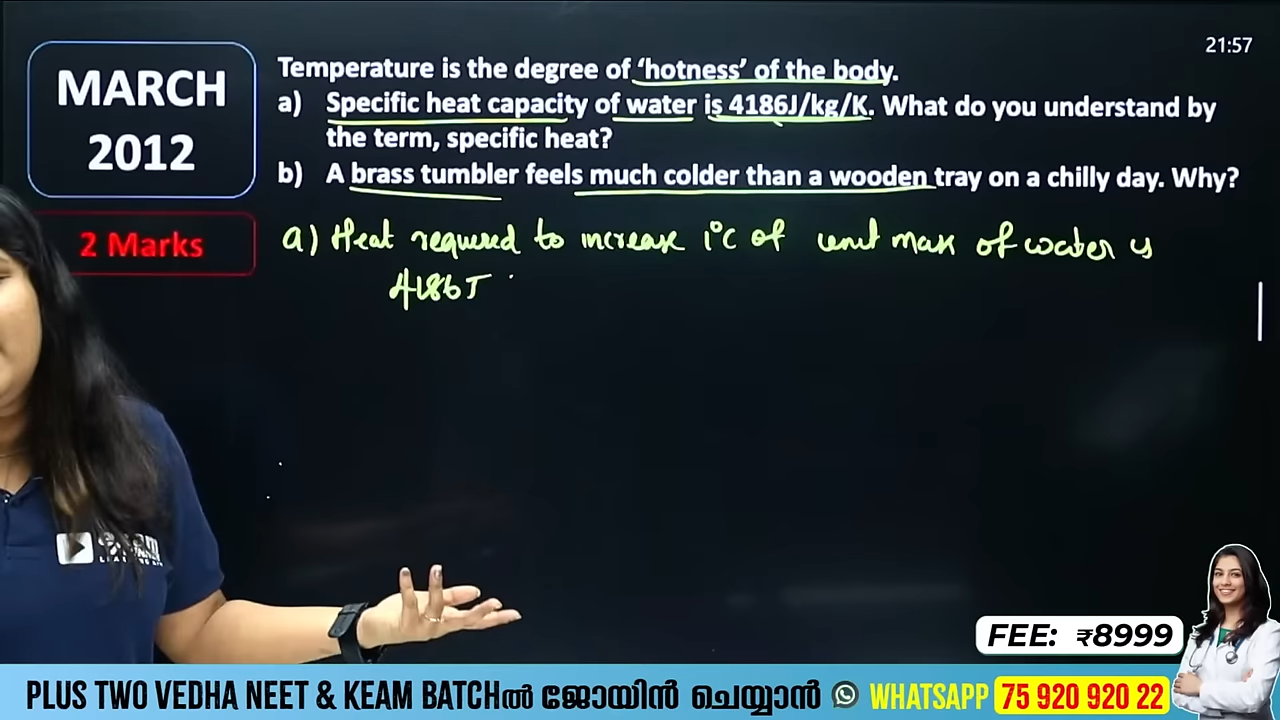 21:57
MARCH
2012
2 Marks
Temperature is the degree of ‘hotness’ of the body.
a) Specific heat capacity of water is 4186J/kg/K. What do you understand by
the term, specific heat?
b) A brass tumbler feels much colder than a wooden tray on a chilly day. Why?
a) Heat required to increase 1°C of unit mass of water is
4186J
FEE: ₹8999
PLUS TWO VEDHA NEET & KEAM BATCHൽ ജോയിൻ ചെയ്യാൻ WHATSAPP 75 920 920 22